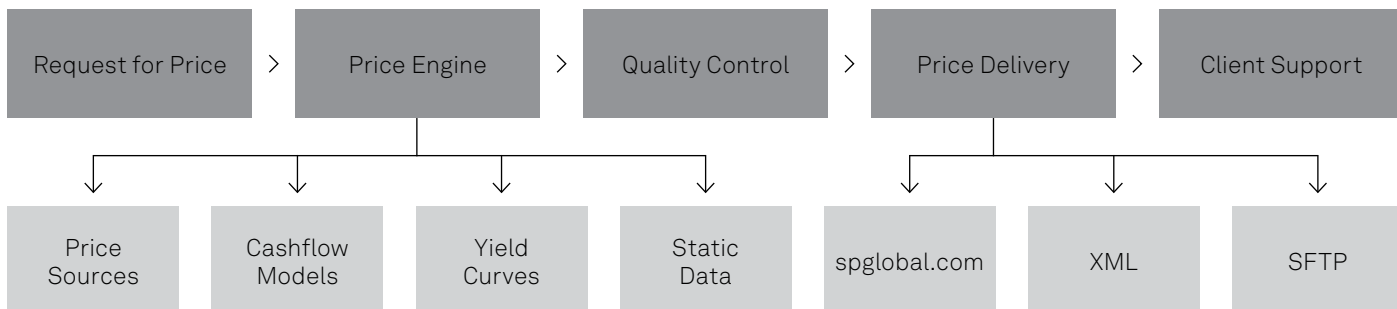 Request for Price > Price Engine > Quality Control > Price Delivery > Client Support
Price
Sources
Cashflow
Models
Yield
Curves
Static
Data
spglobal.com
XML
SFTP